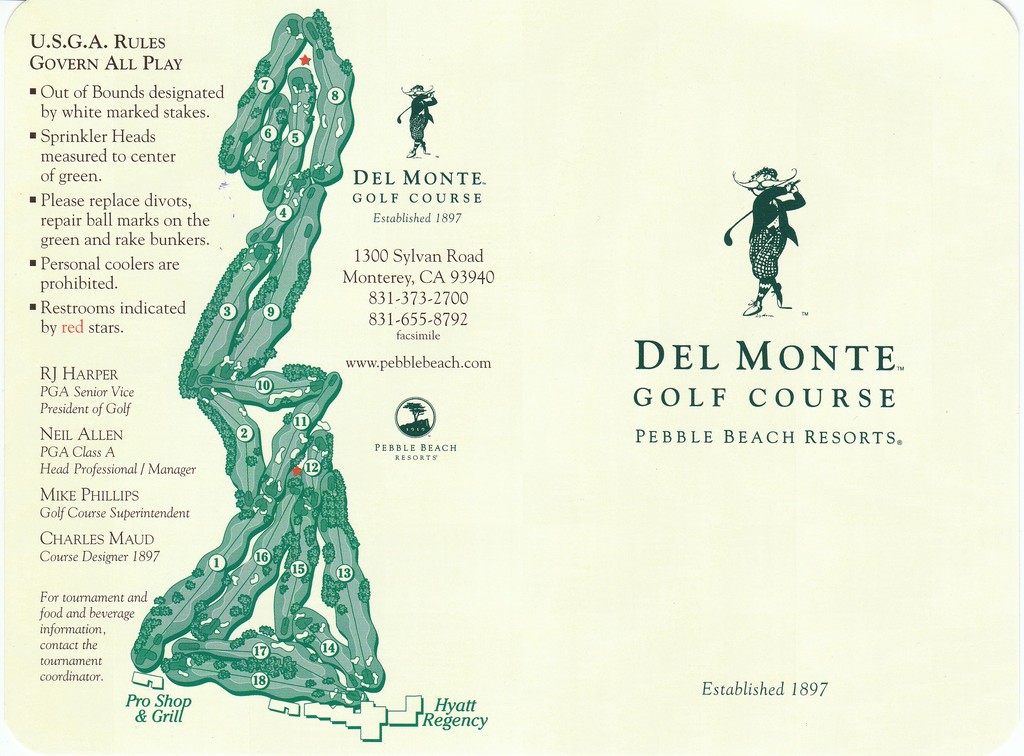 U.S.G.A. RULES
GOVERN ALL PLAY
▪ Out of Bounds designated
by white marked stakes.
▪ Sprinkler Heads
measured to center
of green.
▪ Please replace divots,
repair ball marks on the
green and rake bunkers.
▪ Personal coolers are
prohibited.
▪ Restrooms indicated
by red stars.
RJ HARPER
PGA Senior Vice
President of Golf
NEIL ALLEN
PGA Class A
Head Professional / Manager
MIKE PHILLIPS
Golf Course Superintendent
CHARLES MAUD
Course Designer 1897
For tournament and
food and beverage
information,
contact the
tournament
coordinator.
7
8
6
5
4
3
9
10
2
11
12
1
16
15
13
17
14
18
Pro Shop
& Grill
Hyatt
Regency
DEL MONTE™
GOLF COURSE
Established 1897
1300 Sylvan Road
Monterey, CA 93940
831-373-2700
831-655-8792
facsimile
www.pebblebeach.com
1919
PEBBLE BEACH
RESORTS®
™
DEL MONTE™
GOLF COURSE
PEBBLE BEACH RESORTS®
Established 1897